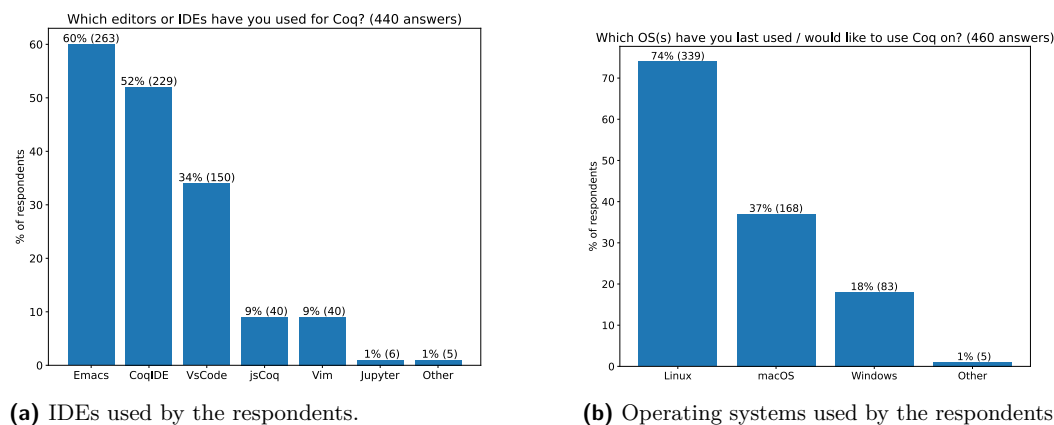 Which editors or IDEs have you used for Coq? (440 answers)
% of respondents
60
50
40
30
20
10
0
60% (263)
52% (229)
34% (150)
9% (40)
9% (40)
1% (6)
1% (5)
Emacs
CoqIDE
VsCode
jsCoq
Vim
Jupyter
Other
(a) IDEs used by the respondents.
Which OS(s) have you last used / would like to use Coq on? (460 answers)
% of respondents
70
60
50
40
30
20
10
0
74% (339)
37% (168)
18% (83)
1% (5)
Linux
macOS
Windows
Other
(b) Operating systems used by the respondents